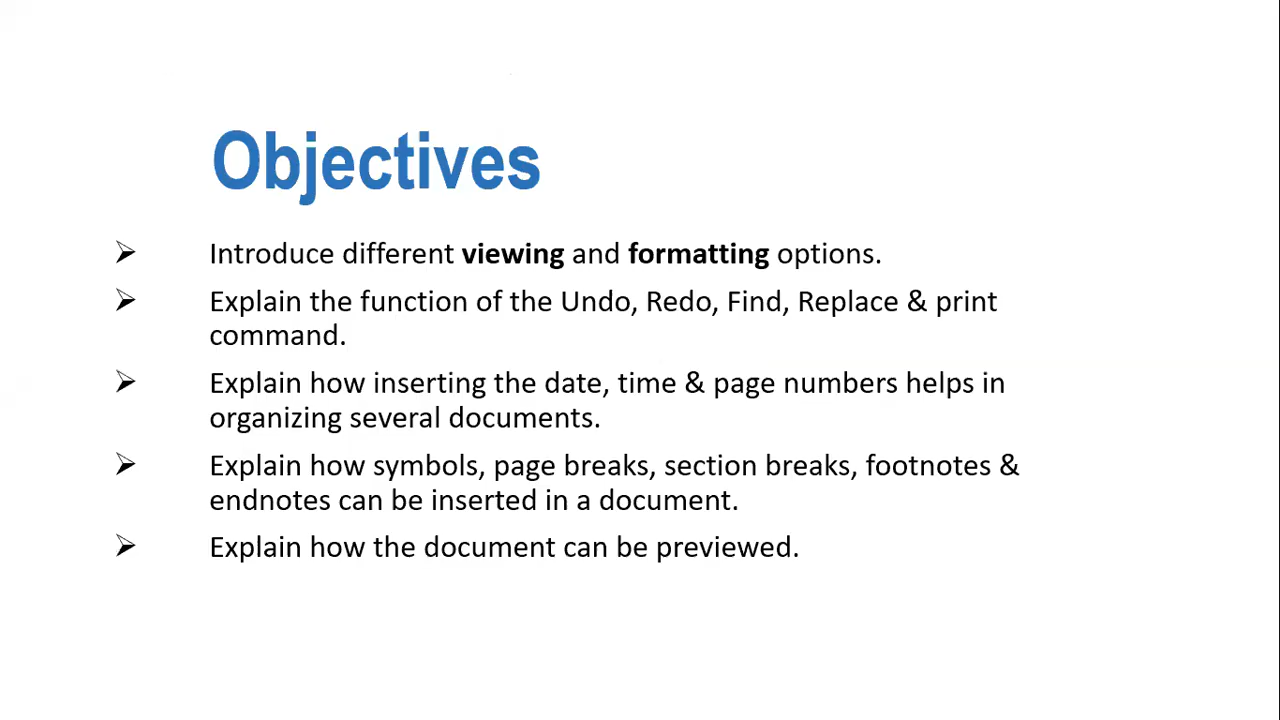 Objectives
➢ Introduce different viewing and formatting options.
➢ Explain the function of the Undo, Redo, Find, Replace & print
command.
➢ Explain how inserting the date, time & page numbers helps in
organizing several documents.
➢ Explain how symbols, page breaks, section breaks, footnotes &
endnotes can be inserted in a document.
➢ Explain how the document can be previewed.